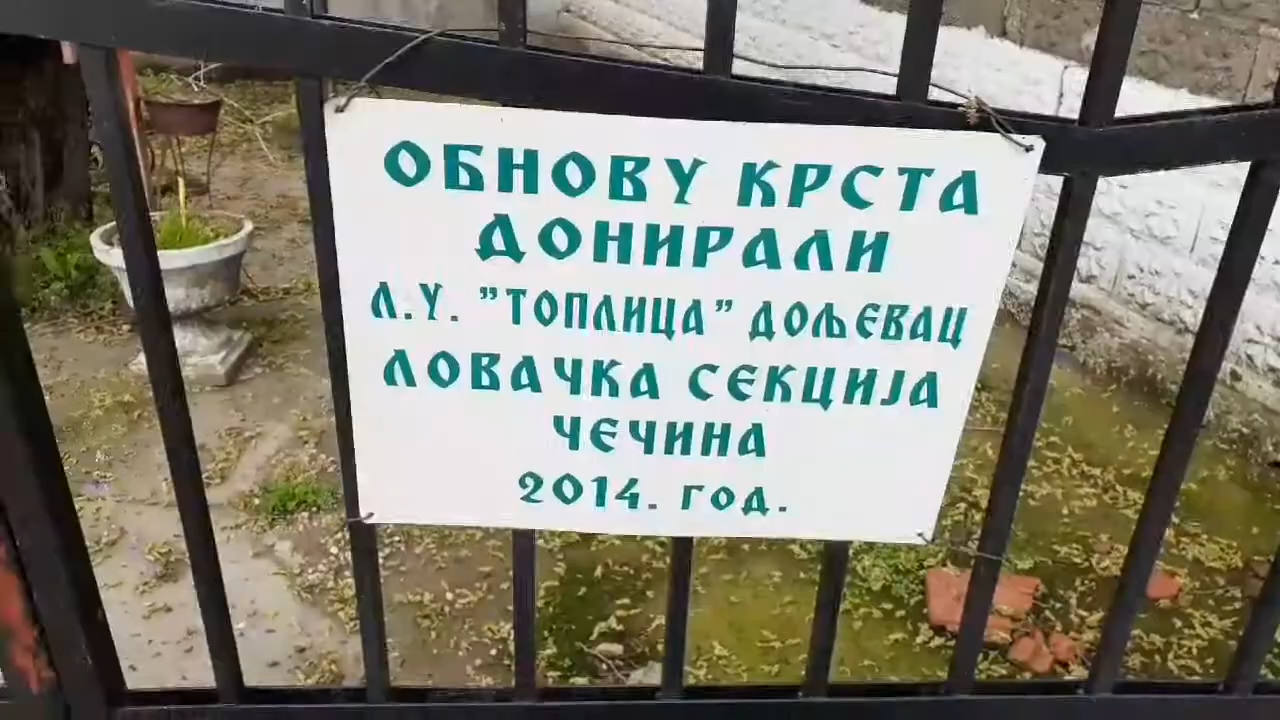 ОБНОВУ КРСТА
ДОНИРАЛИ
Л.У. "ТОПЛИЦА" ДОЉЕВАЦ
ЛОВАЧКА СЕКЦИЈА
ЧЕЧИНА
2014. ГОД.